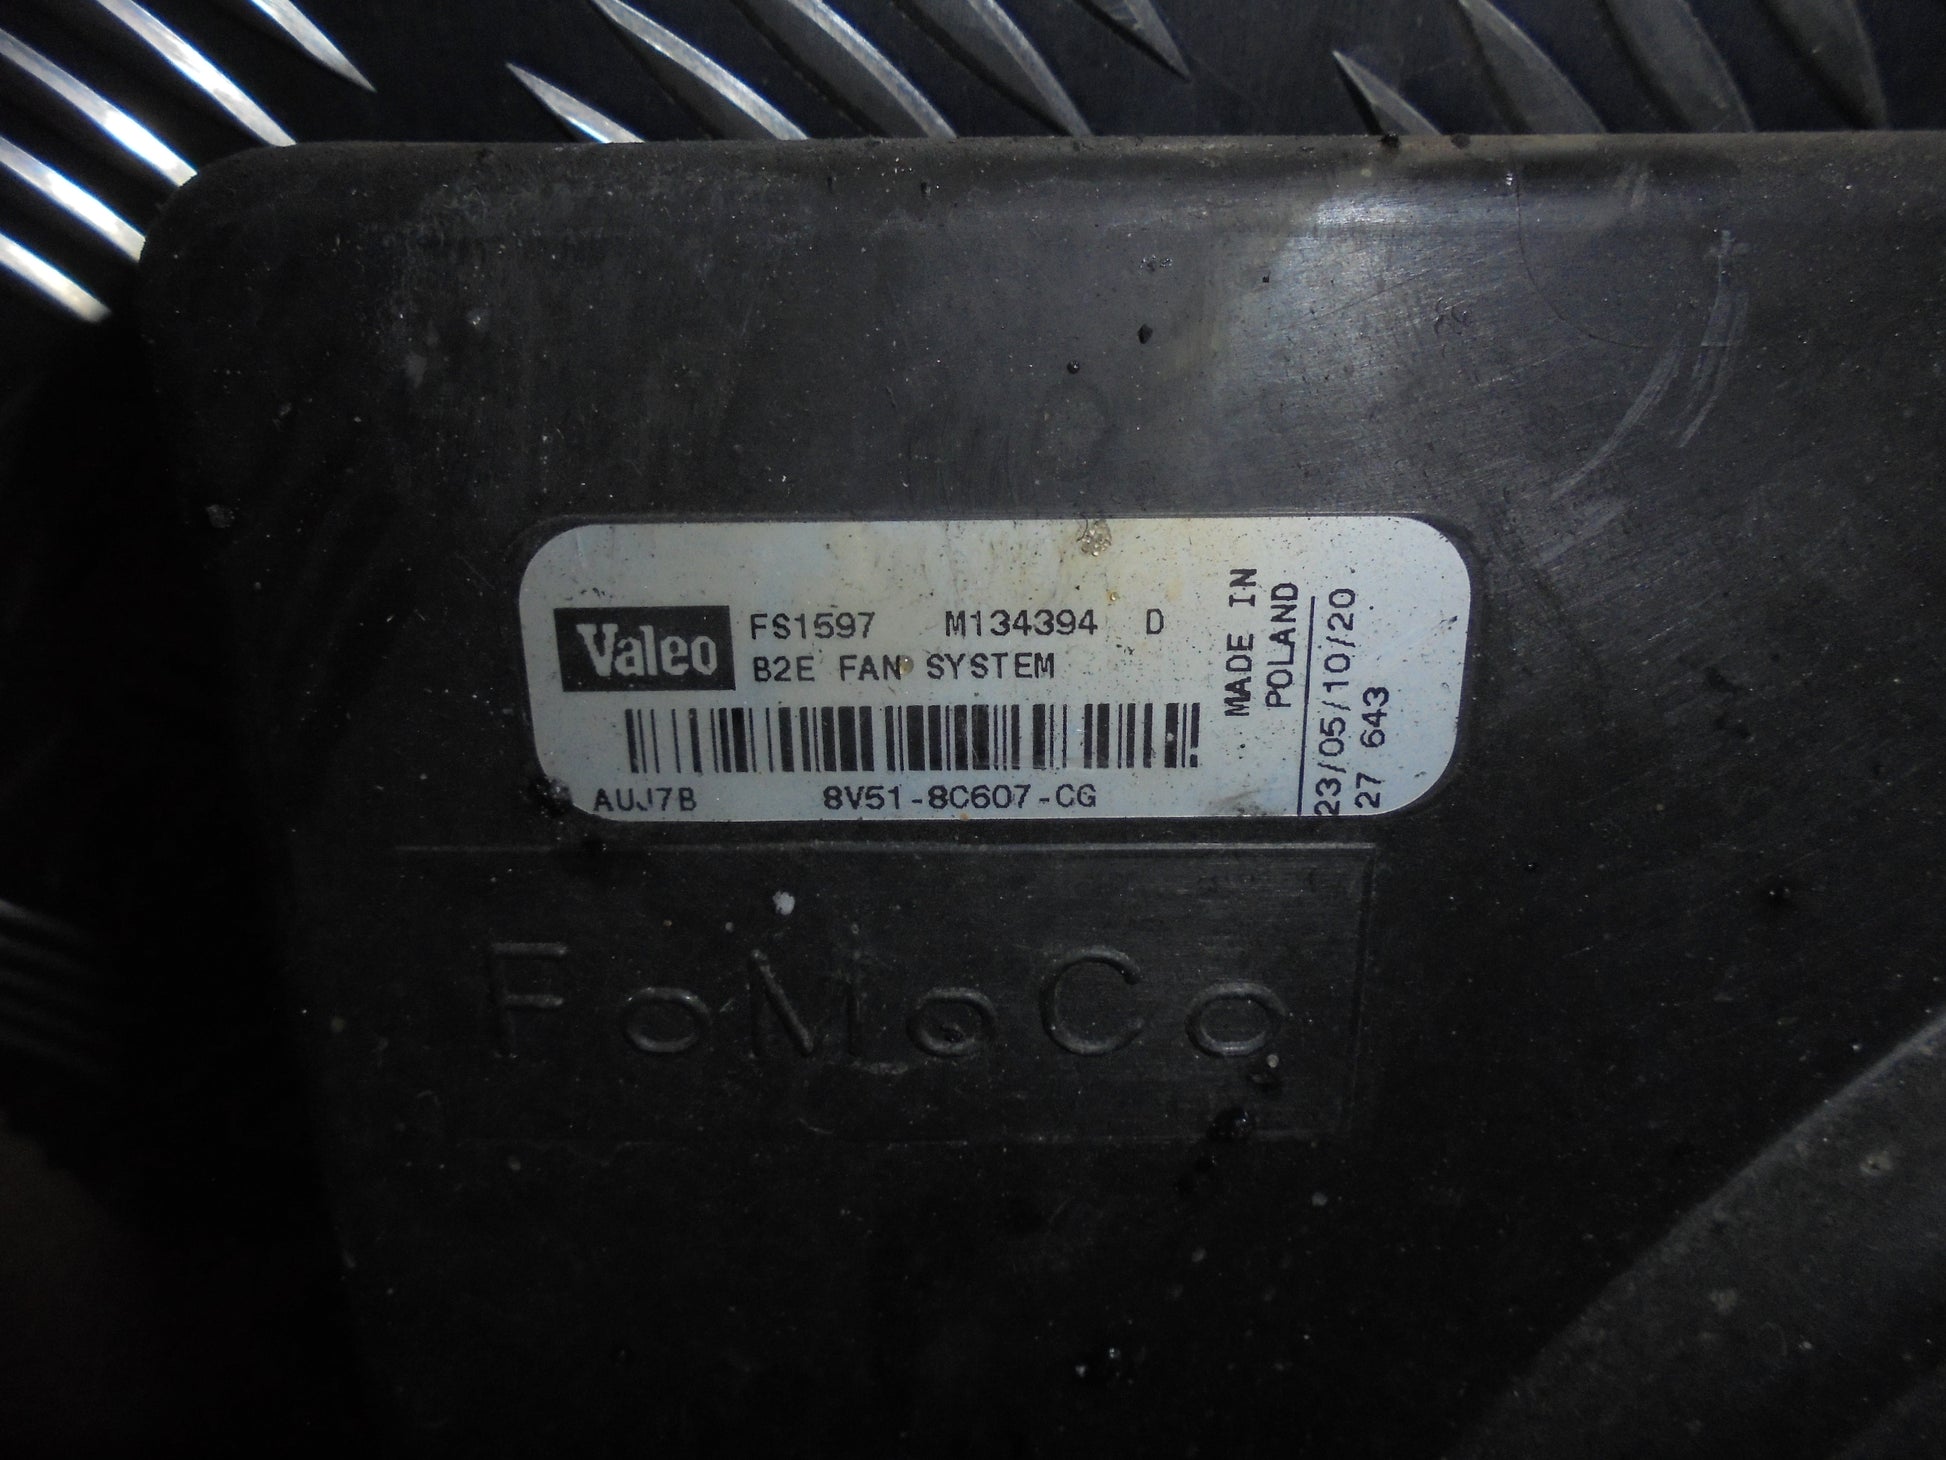 Valeo
FS1597 M134394 D
B2E FAN SYSTEM
AUJ7B 8V51-8C607-CG
MADE IN
POLAND
23/05/10/20
27 643
FoMoCo